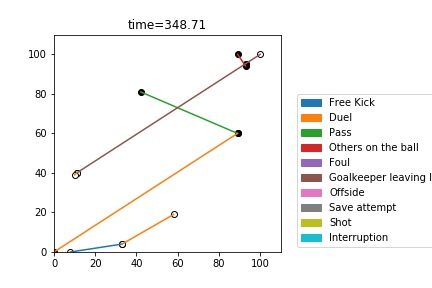 time=348.71
100
80
60
40
20
0
0
20
40
60
80
100
Free Kick
Duel
Pass
Others on the ball
Foul
Goalkeeper leaving l
Offside
Save attempt
Shot
Interruption